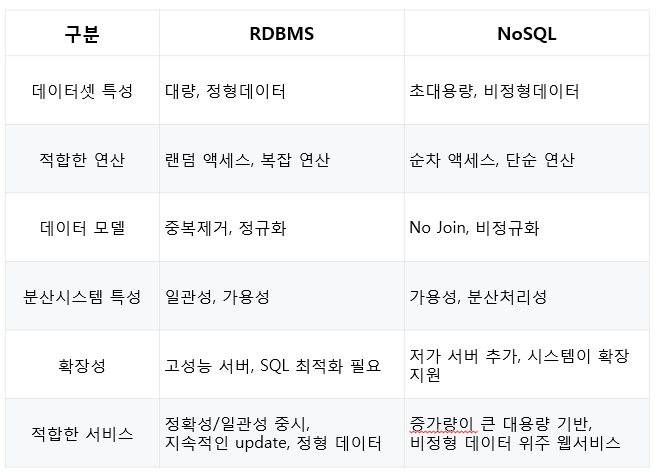 구분 RDBMS NoSQL
데이터셋 특성 대량, 정형데이터 초대용량, 비정형데이터
적합한 연산 랜덤 액세스, 복잡 연산 순차 액세스, 단순 연산
데이터 모델 중복제거, 정규화 No Join, 비정규화
분산시스템 특성 일관성, 가용성 가용성, 분산처리성
확장성 고성능 서버, SQL 최적화 필요 저가 서버 추가, 시스템이 확장
지원
적합한 서비스 정확성/일관성 중시, 증가량이 큰 대용량 기반,
지속적인 update, 정형 데이터 비정형 데이터 위주 웹서비스